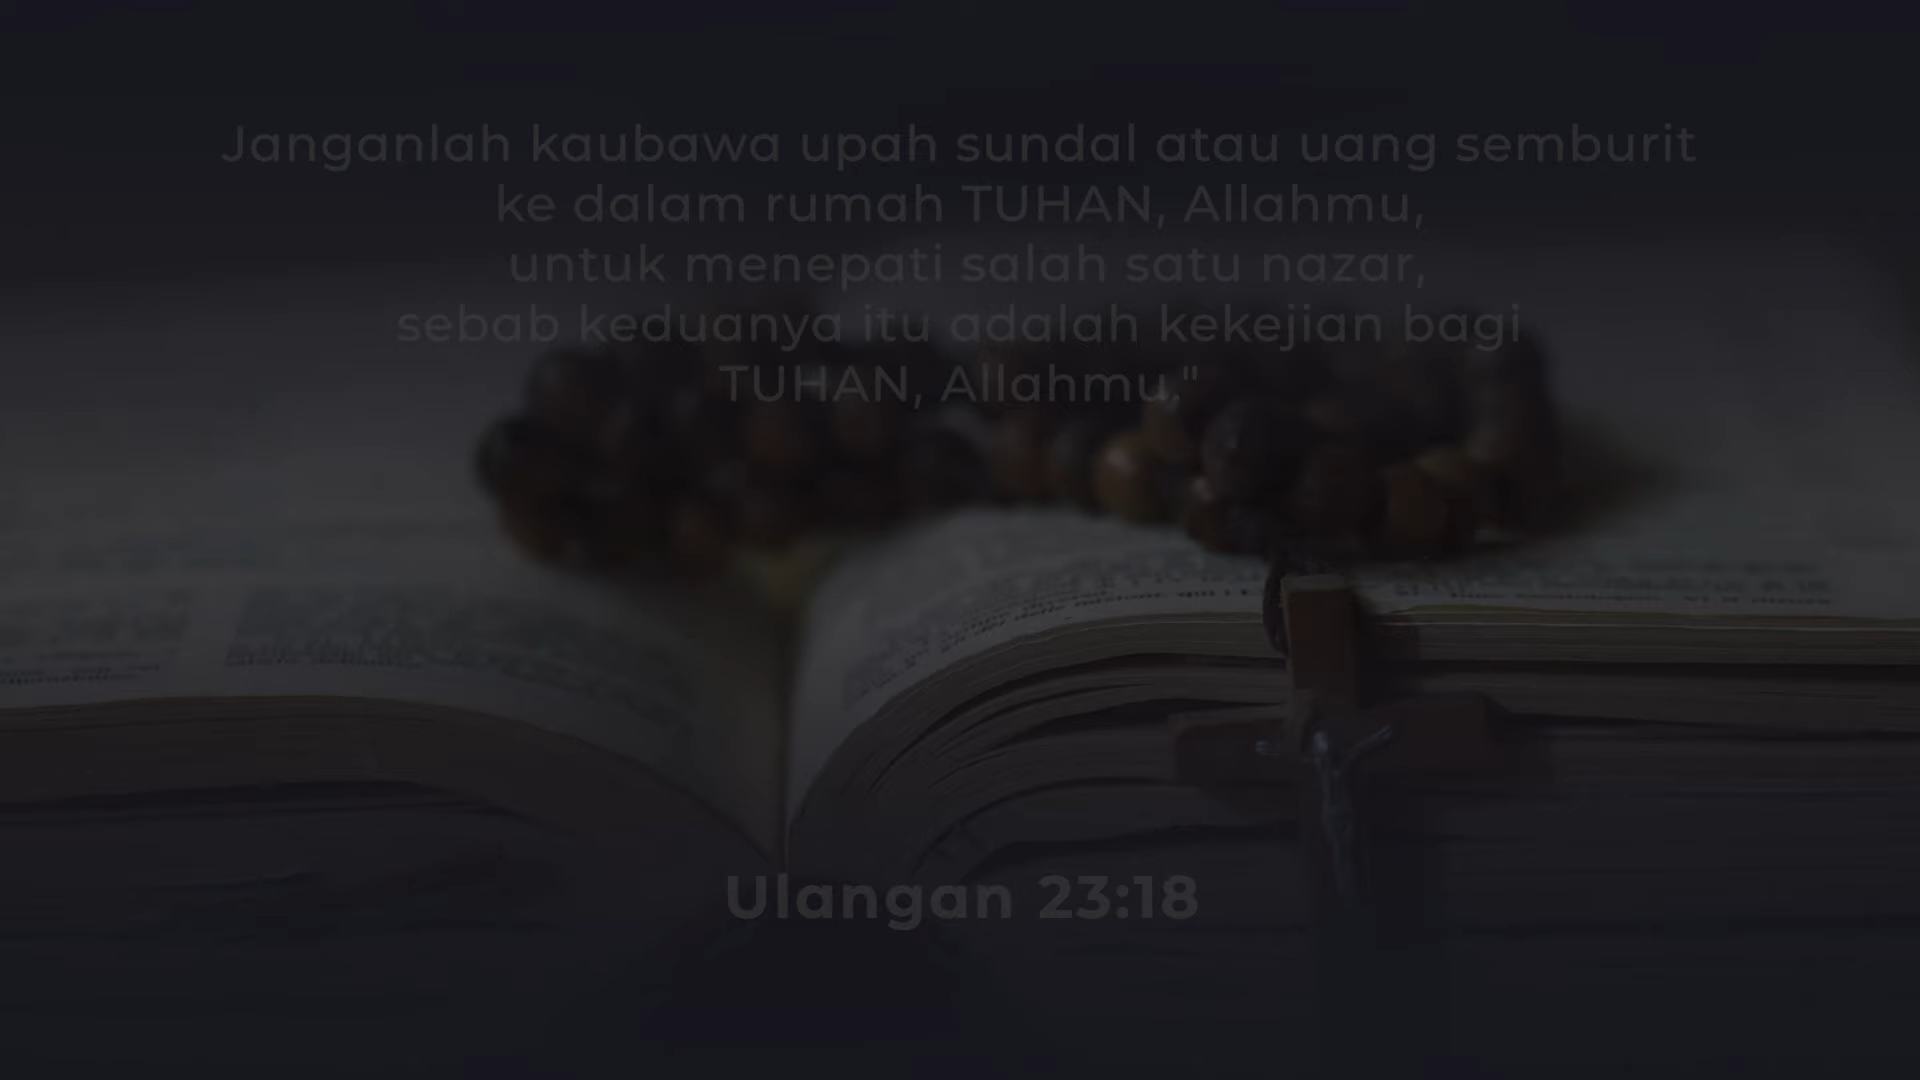 Janganlah kaubawa upah sundal atau uang semburit
ke dalam rumah TUHAN, Allahmu,
untuk menepati salah satu nazar,
sebab keduanya itu adalah kekejian bagi
TUHAN, Allahmu."
Ulangan 23:18